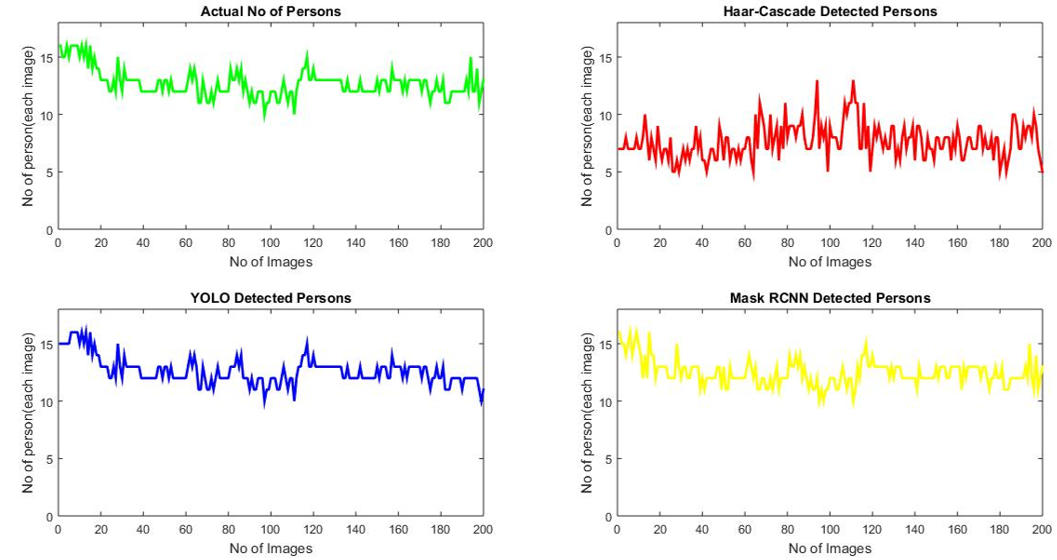 Actual No of Persons
No of person(each image)
15
10
5
0
0 20 40 60 80 100 120 140 160 180 200
No of Images
Haar-Cascade Detected Persons
No of person(each image)
15
10
5
0
0 20 40 60 80 100 120 140 160 180 200
No of Images
YOLO Detected Persons
No of person(each image)
15
10
5
0
0 20 40 60 80 100 120 140 160 180 200
No of Images
Mask RCNN Detected Persons
No of person(each image)
15
10
5
0
0 20 40 60 80 100 120 140 160 180 200
No of Images